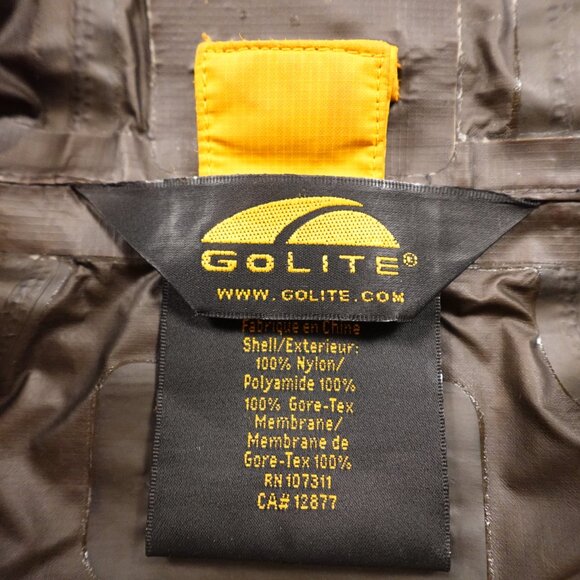 GOLITE®
WWW.GOLITE.COM
Fabriqué en Chine
Shell/Exterieur:
100% Nylon/
Polyamide 100%
100% Gore-Tex
Membrane/
Membrane de
Gore-Tex 100%
RN 107311
CA# 12877